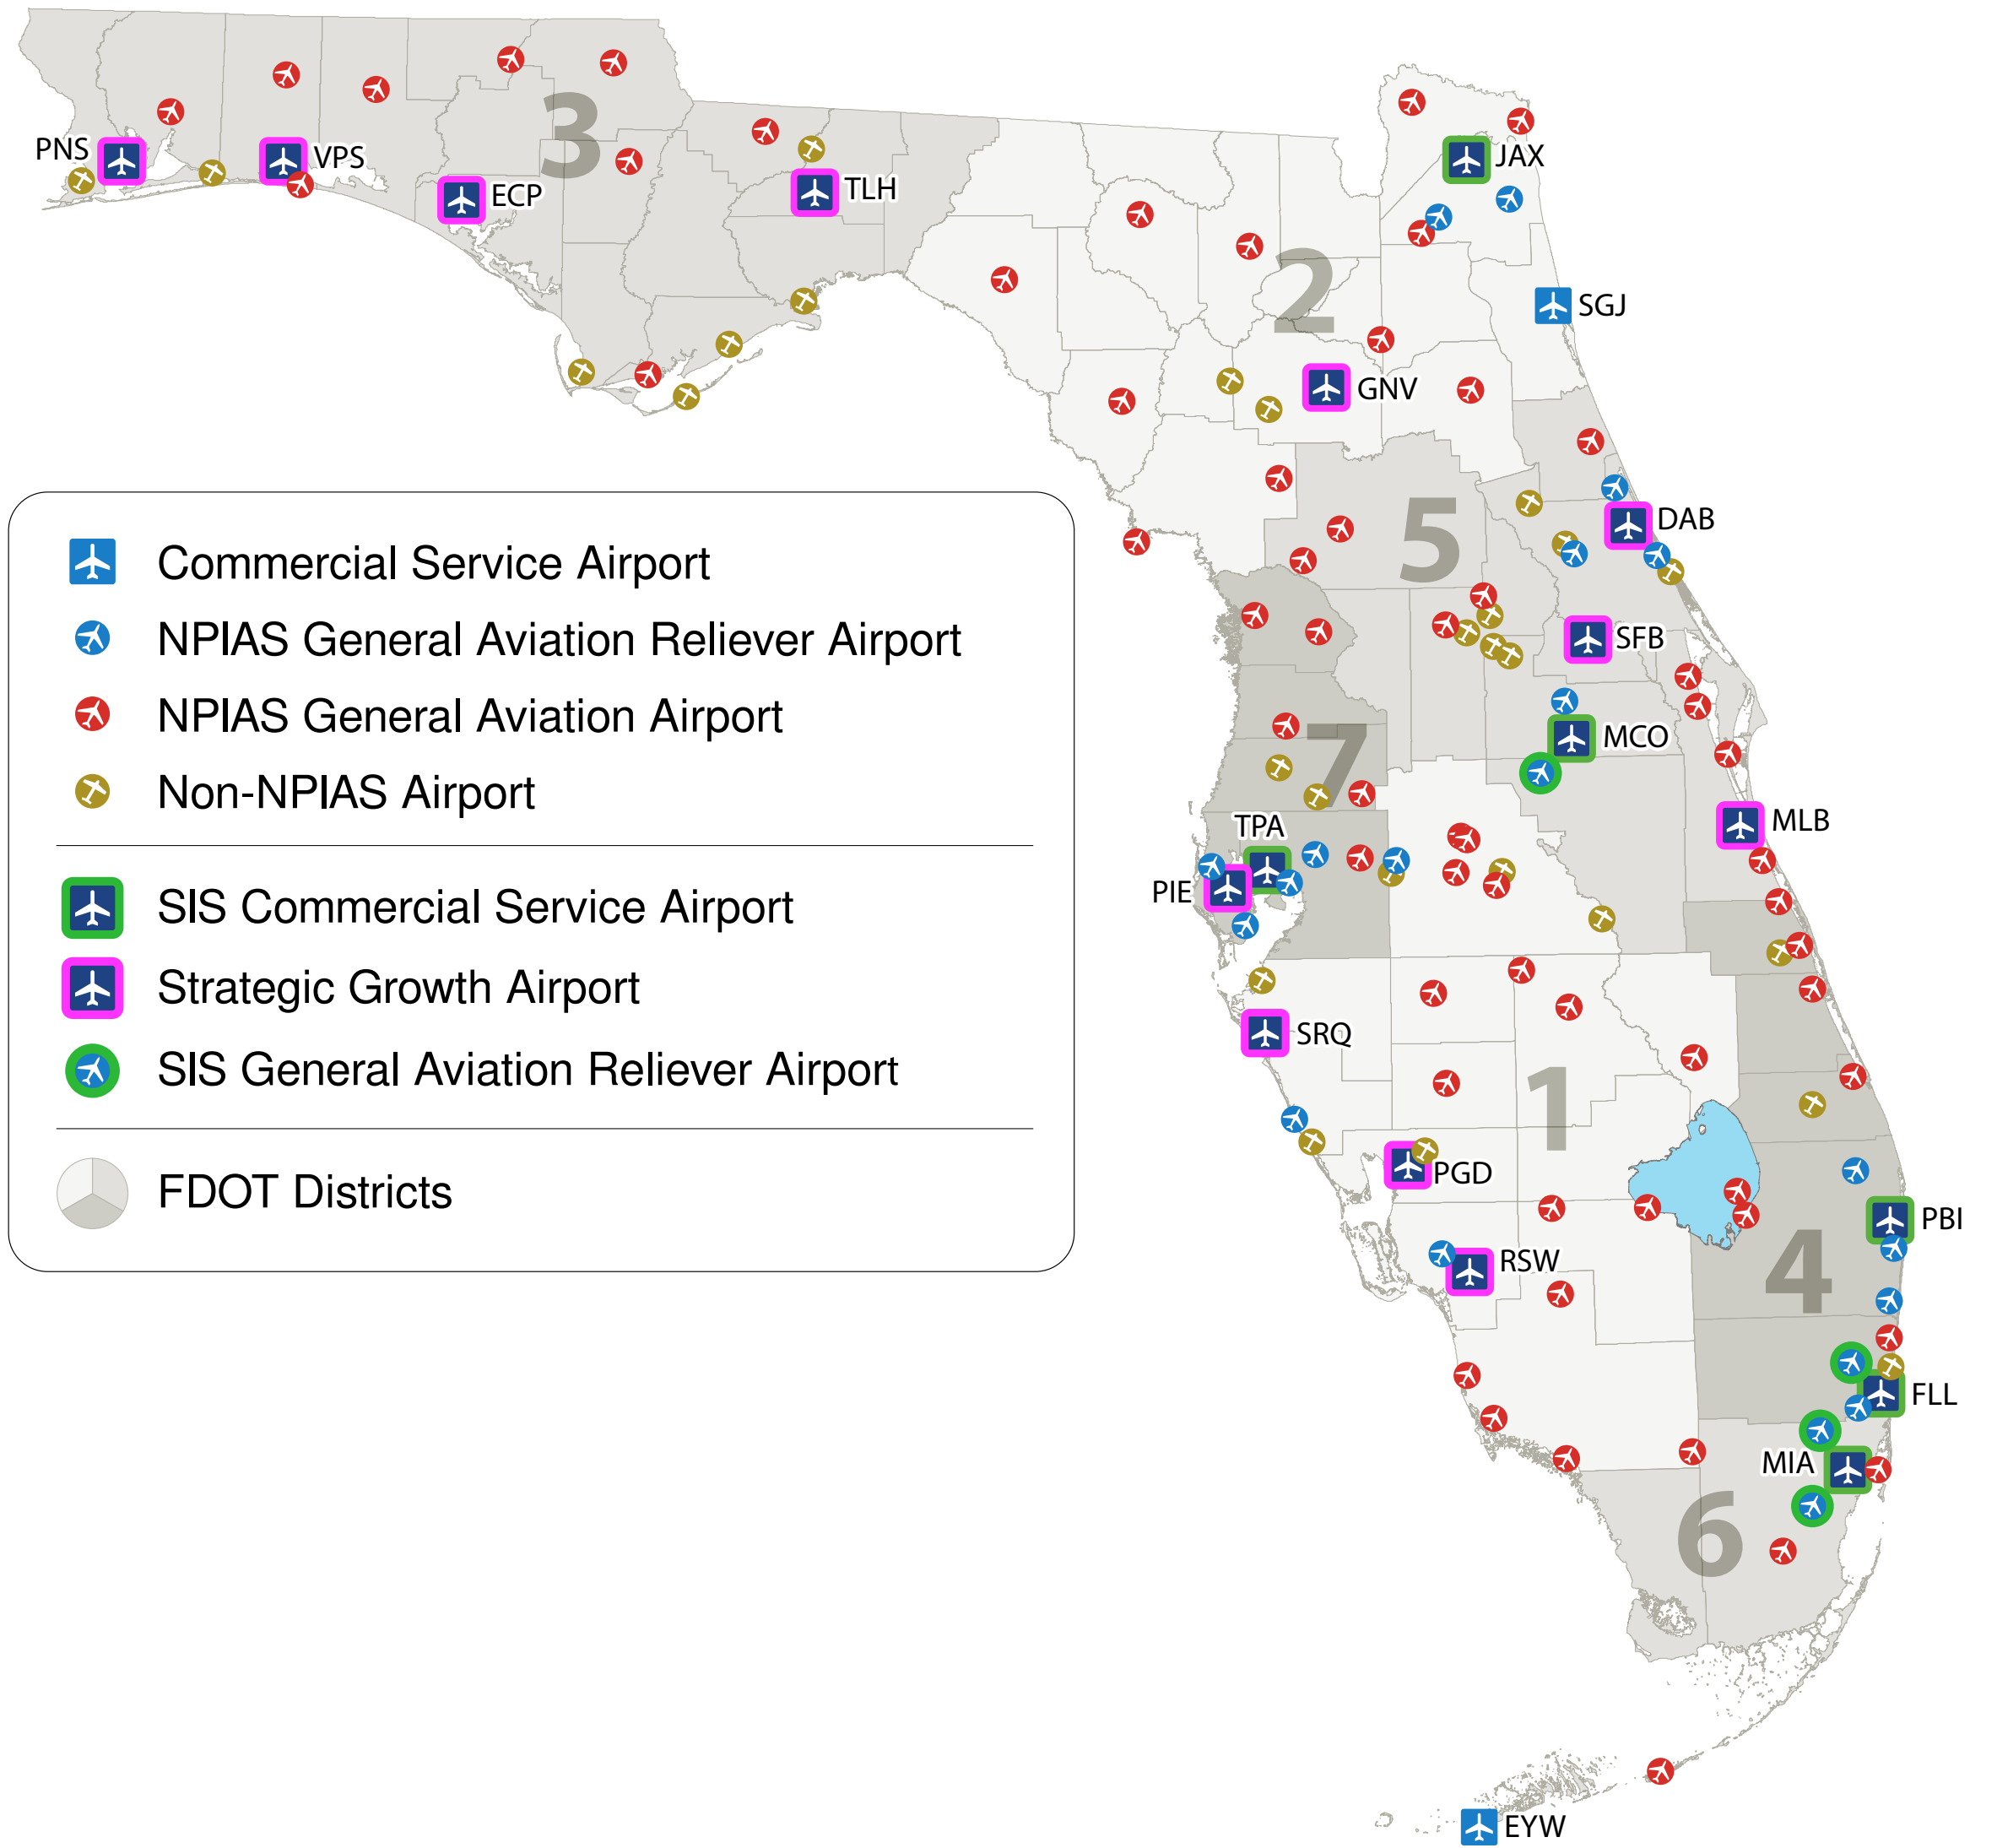 3
PNS
VPS
ECP
TLH
JAX
2
SGJ
GNV
5
DAB
SFB
MCO
7
TPA
MLB
PIE
SRQ
1
PGD
PBI
RSW
4
FLL
MIA
6
EYW
Commercial Service Airport
NPIAS General Aviation Reliever Airport
NPIAS General Aviation Airport
Non-NPIAS Airport
SIS Commercial Service Airport
Strategic Growth Airport
SIS General Aviation Reliever Airport
FDOT Districts